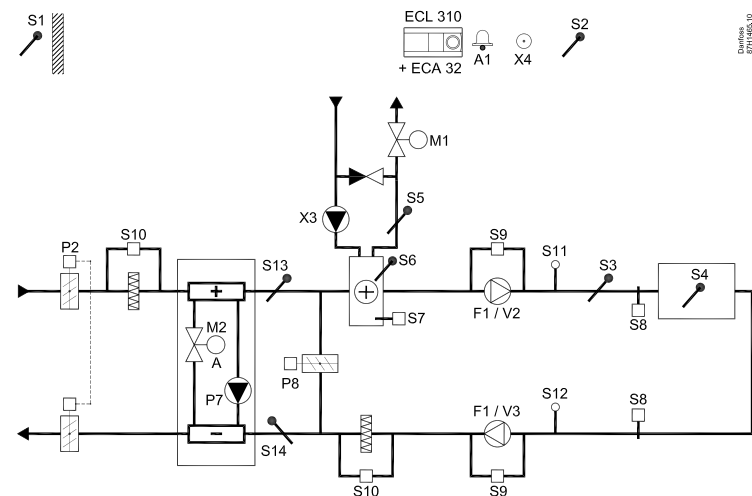 S1
ECL 310
+ ECA 32
A1
X4
S2
Danfoss
87H1465.10
M1
X3
S5
P2
S10
S13
S6
S9
S11
S3
S4
M2
A
S7
F1 / V2
S8
P7
P8
S14
F1 / V3
S12
S8
S10
S9